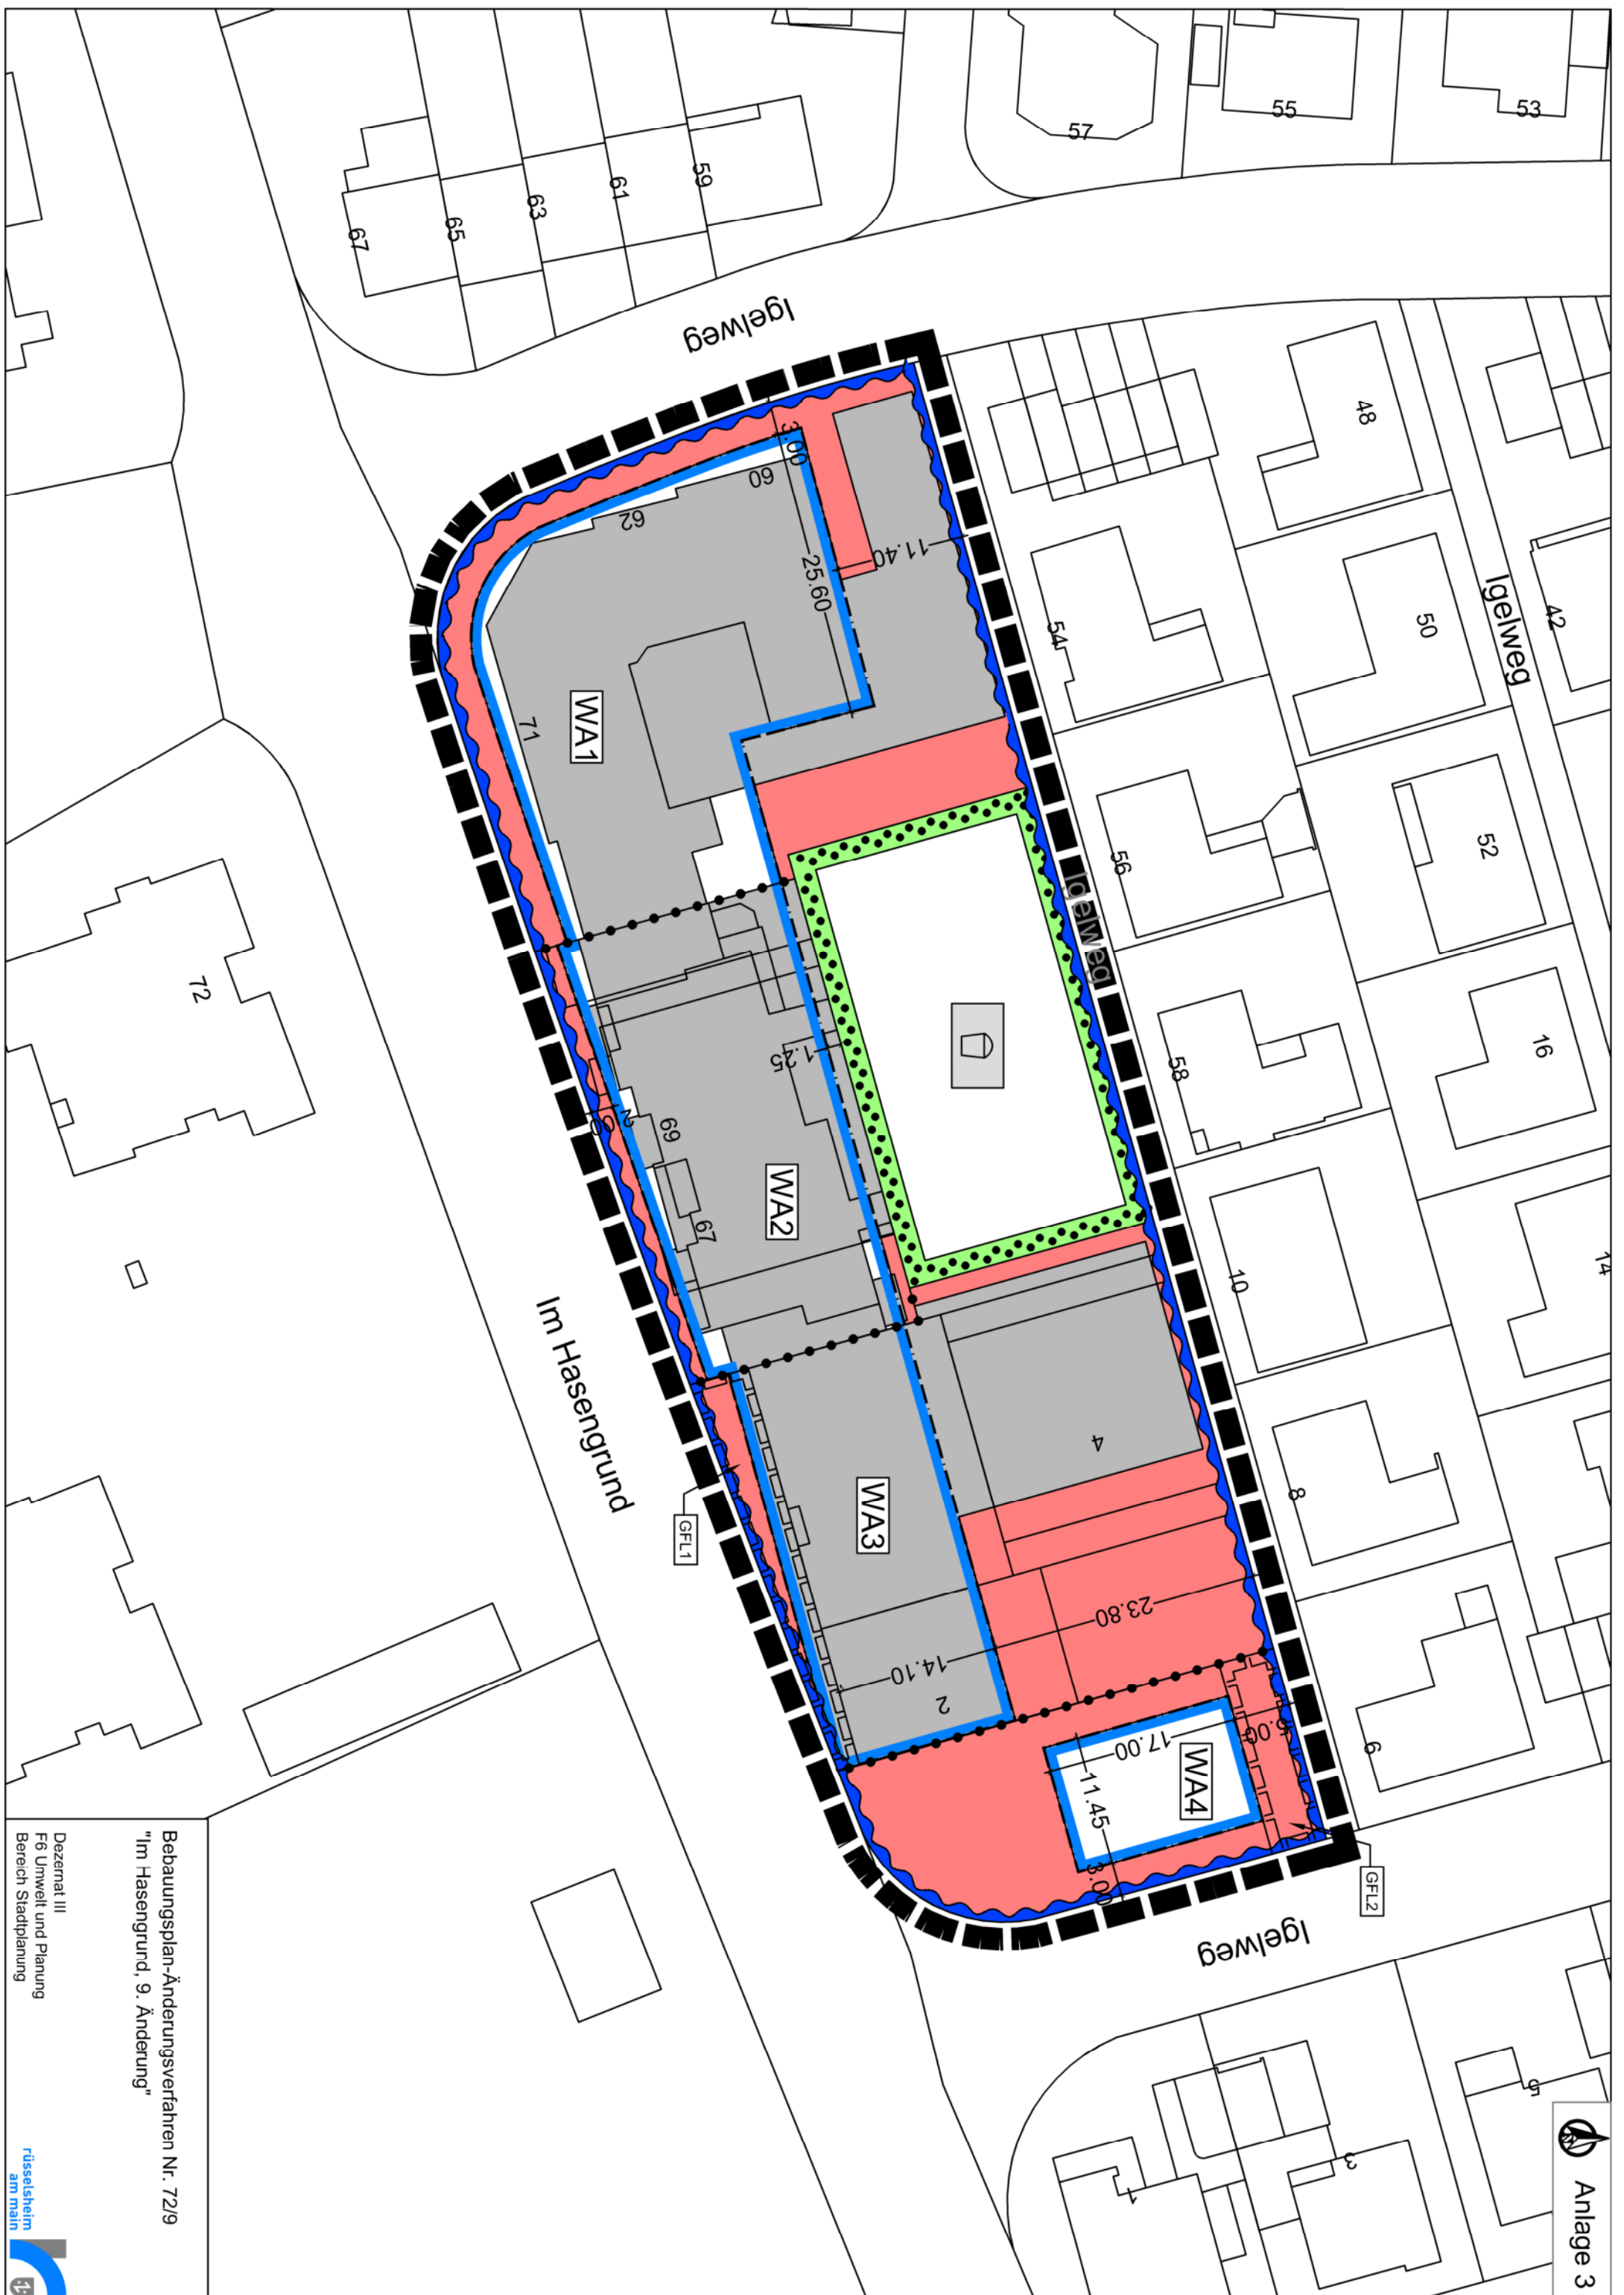 Anlage 3
53
55
57
59
61
63
65
67
Igelweg
48
50
42
Igelweg
52
54
56
Igelweg
16
58
14
10
8
6
3.00
60
62
25.60
11.40
71
WA1
72
1.25
2.00
69
67
WA2
Im Hasengrund
4
GFL1
WA3
23.80
14.10
2
17.00
6.00
WA4
11.45
3.00
GFL2
Igelweg
5
3
1
Bebauungsplan-Änderungsverfahren Nr. 72/9
"Im Hasengrund, 9. Änderung"
Dezernat III
F6 Umwelt und Planung
Bereich Stadtplanung
rüsselsheim
am main